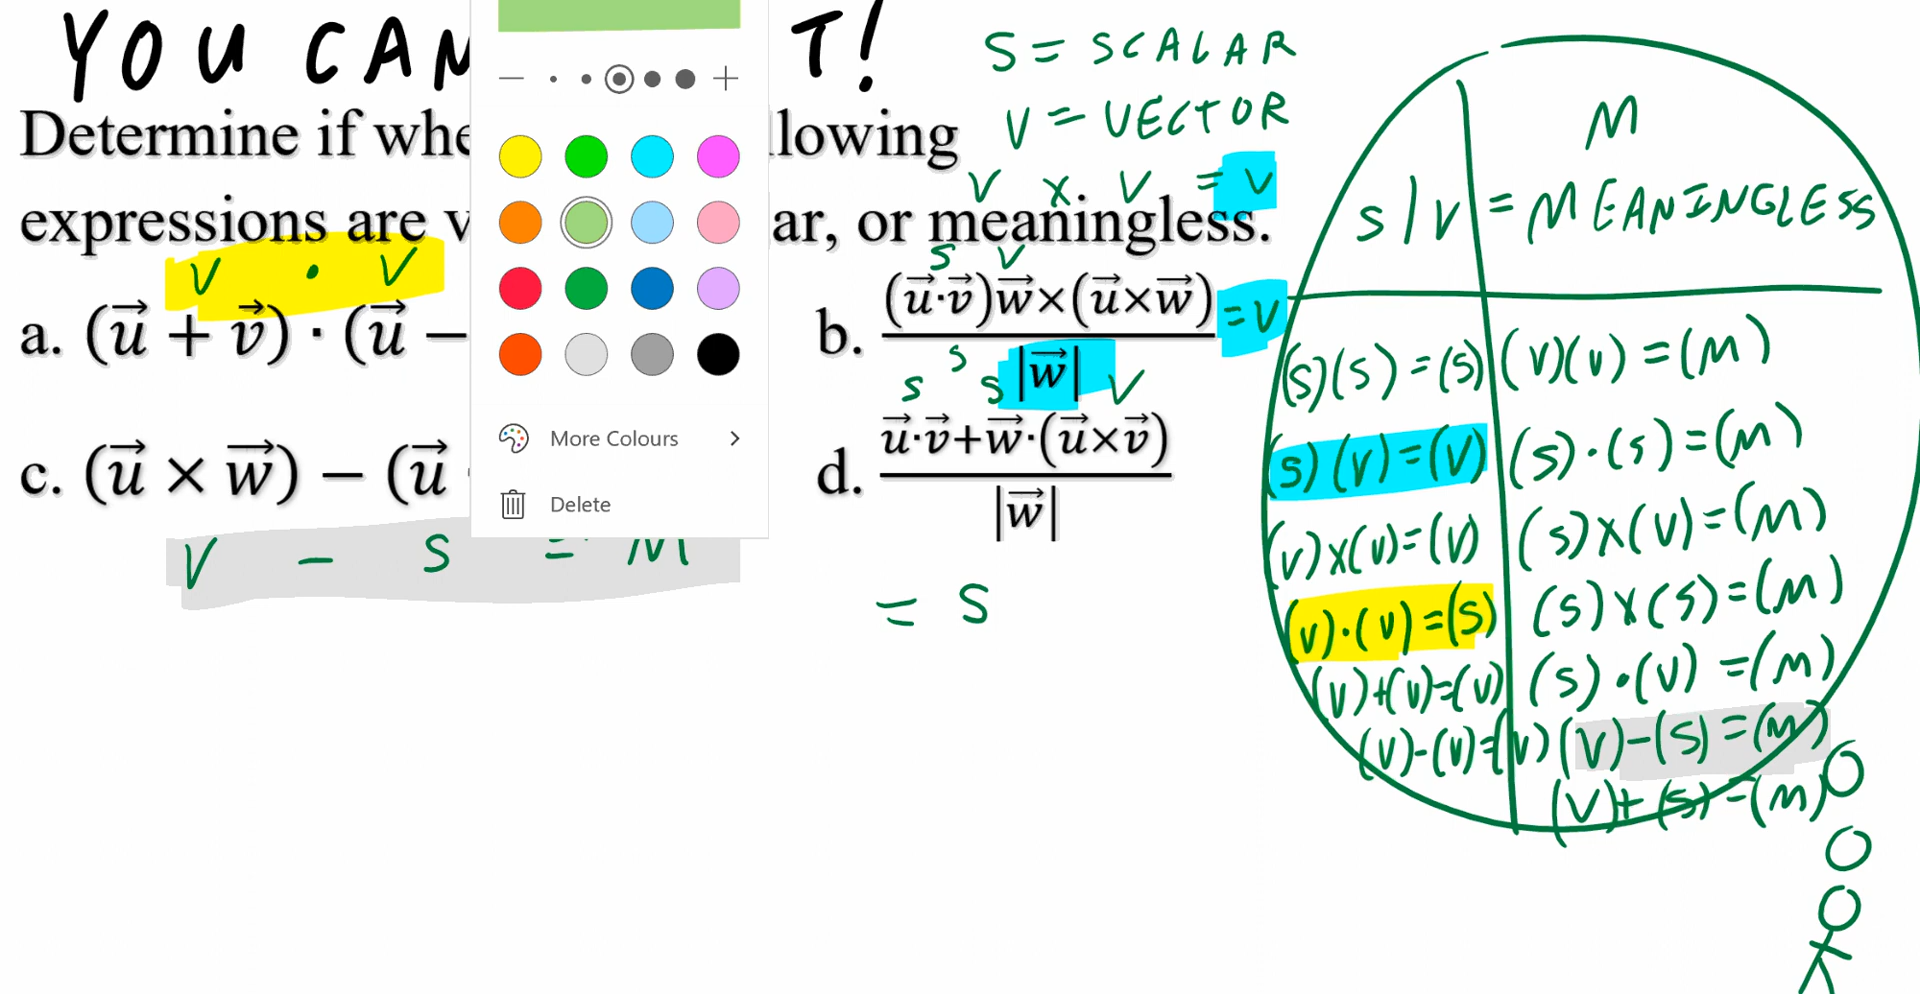 YOU CAN T!
Determine if whe llowing
expressions are v ar, or meaningless.
S = SCALAR
V = VECTOR
V × V = V
V · V
a. (u⃗ + v⃗) · (u⃗ −
S V
b. (u⃗·v⃗)w⃗×(u⃗×w⃗) = V
|w⃗|
S
c. (u⃗ × w⃗) − (u⃗
V − S = M
S S V
d. u⃗·v⃗+w⃗·(u⃗×v⃗)
|w⃗|
= S
More Colours
Delete
S/V M = MEANINGLESS
(S)(S)=(S) (V)(V)=(M)
(S)(V)=(V) (S)·(S)=(M)
(V)×(V)=(V) (S)×(V)=(M)
(V)·(V)=(S) (S)×(S)=(M)
(V)+(V)=(V) (S)·(V)=(M)
(V)-(V)=(V) (V)-(S)=(M)
(V)+(S)=(M)